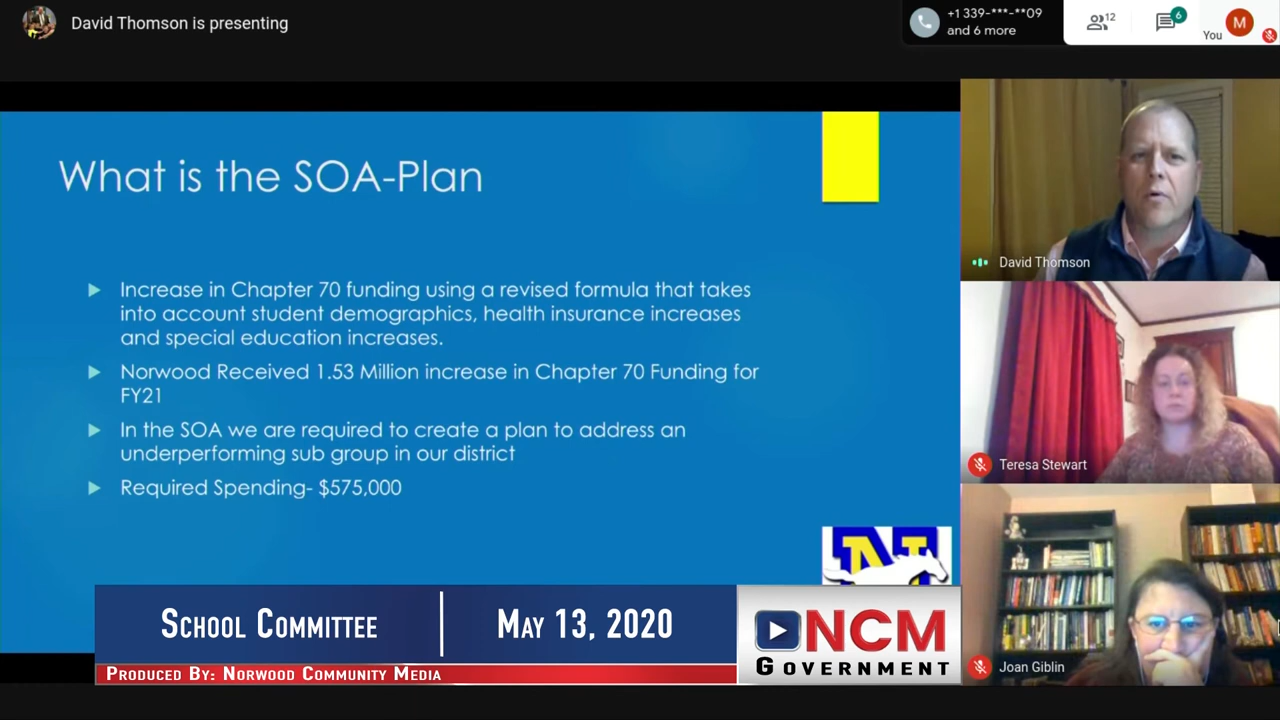 David Thomson is presenting
+1 339-***-**09
and 6 more
12
6
You
M
What is the SOA-Plan
Increase in Chapter 70 funding using a revised formula that takes
into account student demographics, health insurance increases
and special education increases.
Norwood Received 1.53 Million increase in Chapter 70 Funding for
FY21
In the SOA we are required to create a plan to address an
underperforming sub group in our district
Required Spending- $575,000
N
David Thomson
Teresa Stewart
Joan Giblin
School Committee
May 13, 2020
NCM
Government
Produced By: Norwood Community Media